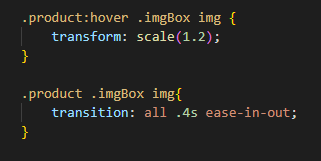 .product:hover .imgBox img {
    transform: scale(1.2);
}

.product .imgBox img{
    transition: all .4s ease-in-out;
}